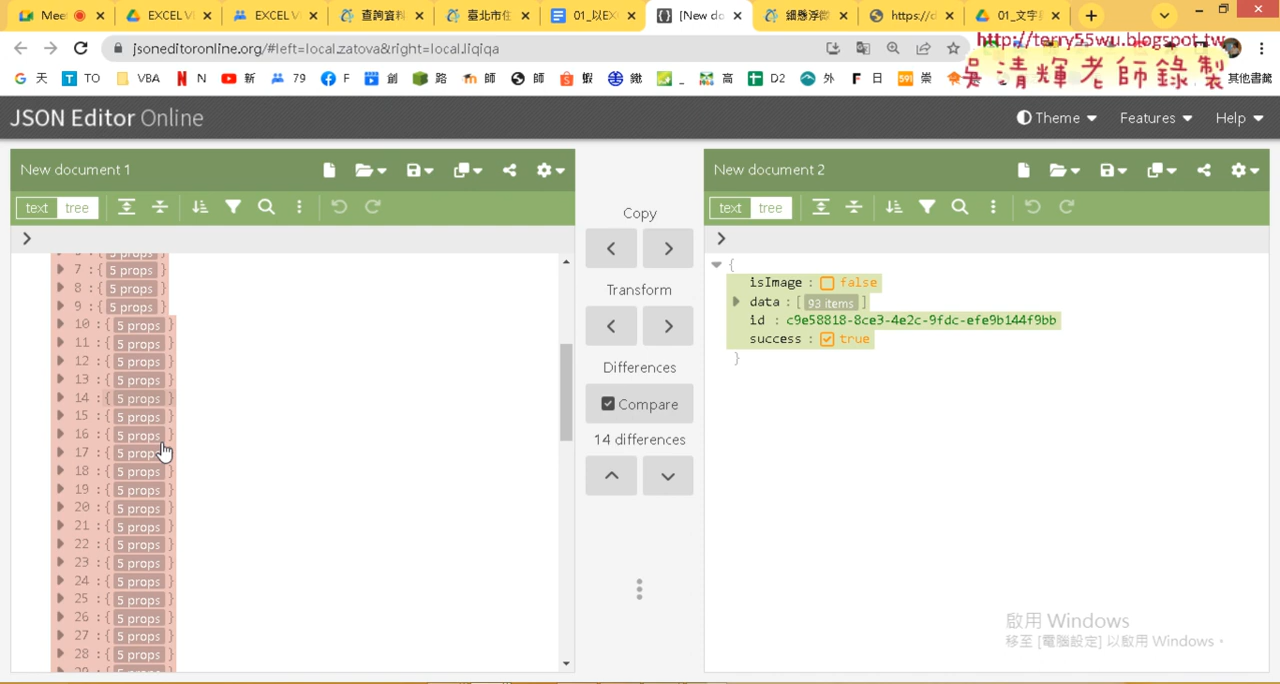 Meet
EXCEL V
EXCEL V
查詢資料
臺北市住
01_以EX
[New do
細懸浮微
https://d
01_文字
jsoneditoronline.org/#left=local.zatova&right=local.liqiqa
http://terry55wu.blogspot.tw
吳清輝老師錄製
天 TO VBA N 新 79 F 創 路 師 師 蝦 鐵 _ 高 D2 外 日 崇 其他書籤
JSON Editor Online
Theme Features Help
New document 1
New document 2
text tree
text tree
Copy
Transform
Differences
Compare
14 differences
5 props
7 :{ 5 props }
8 :{ 5 props }
9 :{ 5 props }
10 :{ 5 props }
11 :{ 5 props }
12 :{ 5 props }
13 :{ 5 props }
14 :{ 5 props }
15 :{ 5 props }
16 :{ 5 props }
17 :{ 5 props }
18 :{ 5 props }
19 :{ 5 props }
20 :{ 5 props }
21 :{ 5 props }
22 :{ 5 props }
23 :{ 5 props }
24 :{ 5 props }
25 :{ 5 props }
26 :{ 5 props }
27 :{ 5 props }
28 :{ 5 props }
{
isImage : false
data : [ 93 items ]
id : c9e58818-8ce3-4e2c-9fdc-efe9b144f9bb
success : true
}
啟用 Windows
移至 [電腦設定] 以啟用 Windows。